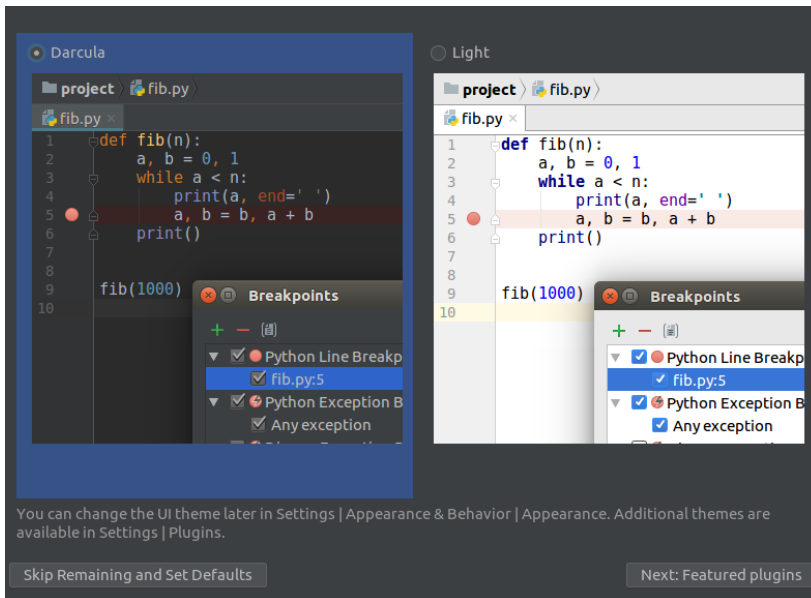 Darcula
project fib.py
fib.py ×
1 def fib(n):
2 a, b = 0, 1
3 while a < n:
4 print(a, end=' ')
5 a, b = b, a + b
6 print()
7
8
9 fib(1000)
10
Breakpoints
Python Line Breakp
fib.py:5
Python Exception B
Any exception
Light
project fib.py
fib.py ×
1 def fib(n):
2 a, b = 0, 1
3 while a < n:
4 print(a, end=' ')
5 a, b = b, a + b
6 print()
7
8
9 fib(1000)
10
Breakpoints
Python Line Breakp
fib.py:5
Python Exception B
Any exception
You can change the UI theme later in Settings | Appearance & Behavior | Appearance. Additional themes are
available in Settings | Plugins.
Skip Remaining and Set Defaults
Next: Featured plugins